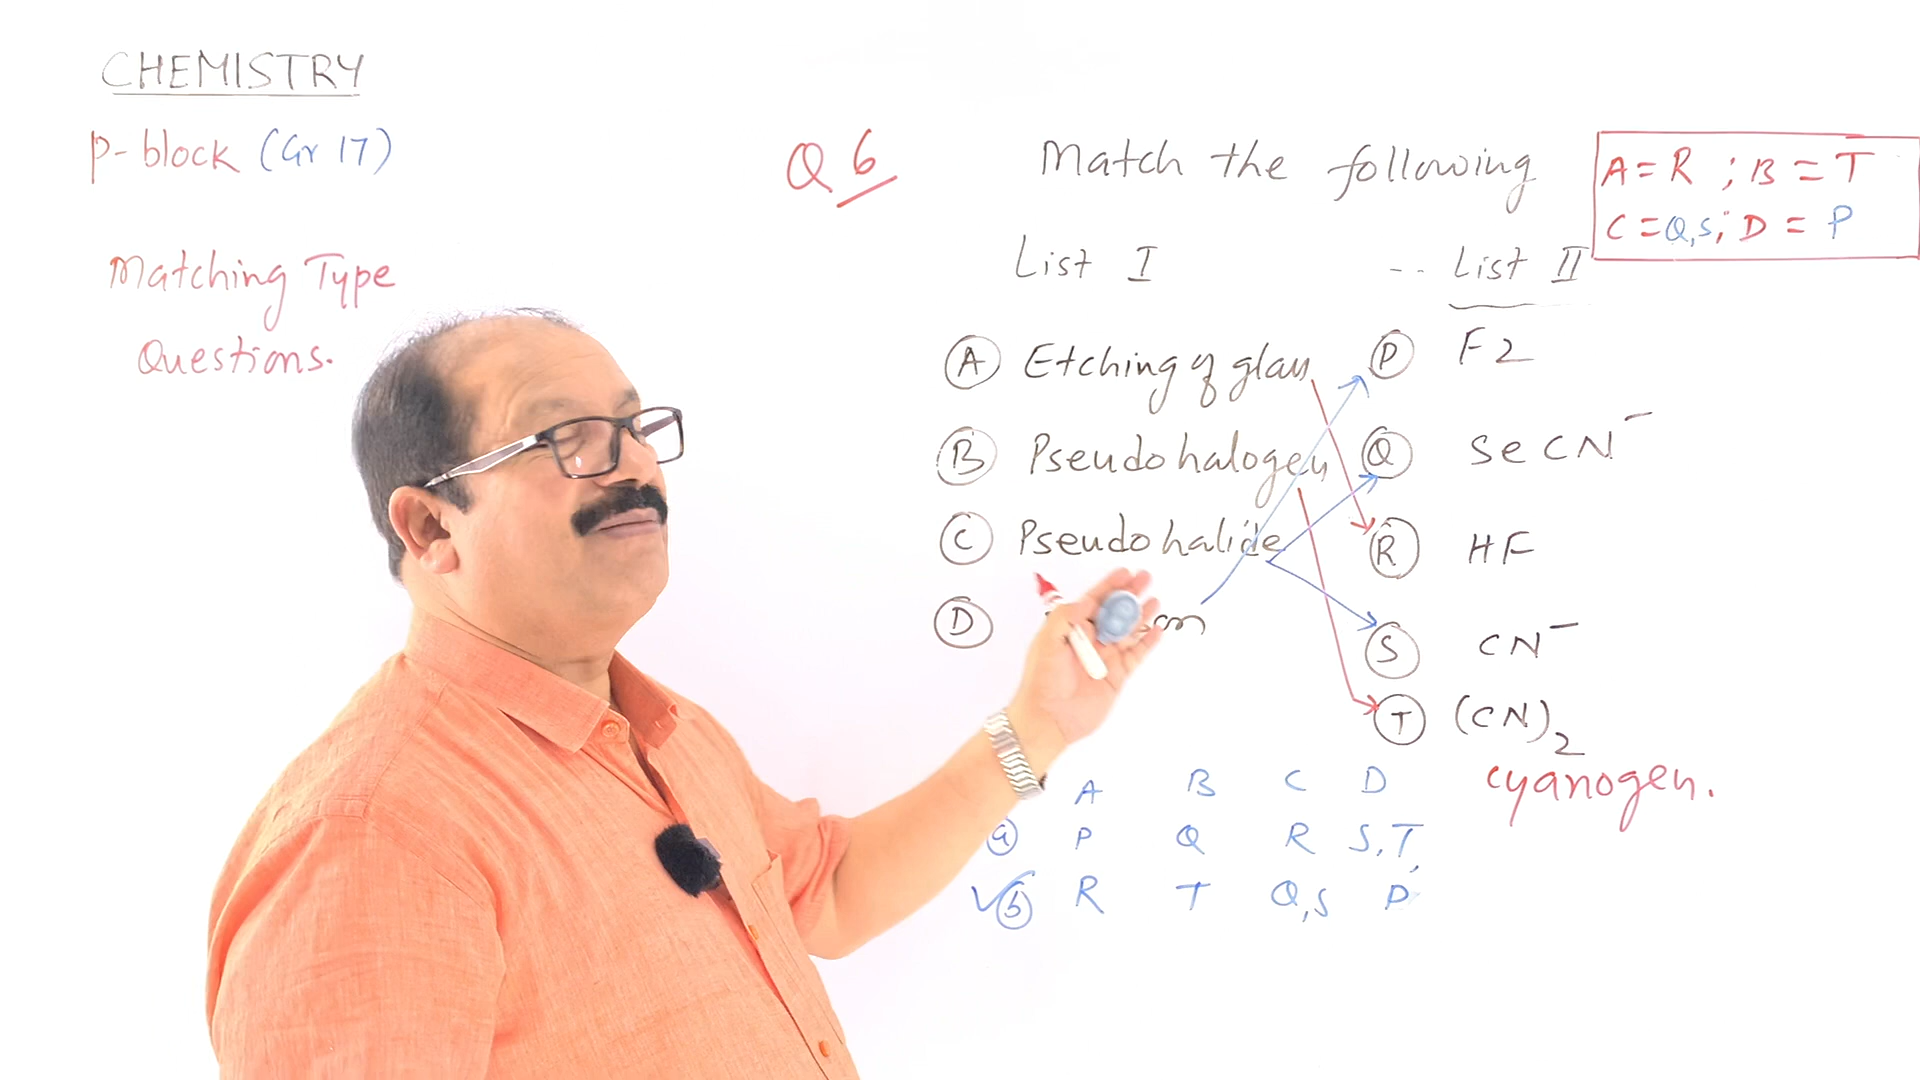 CHEMISTRY
P-block (Gr 17)
Matching Type
Questions.
Q 6
Match the following
A = R ; B = T
C = Q,S; D = P
List I -- List II
A Etching of glass P F2
B Pseudohalogen Q SeCN⁻
C Pseudohalide R HF
D
S CN⁻
T (CN)₂
cyanogen.
A B C D
a P Q R S,T,
b R T Q,S P